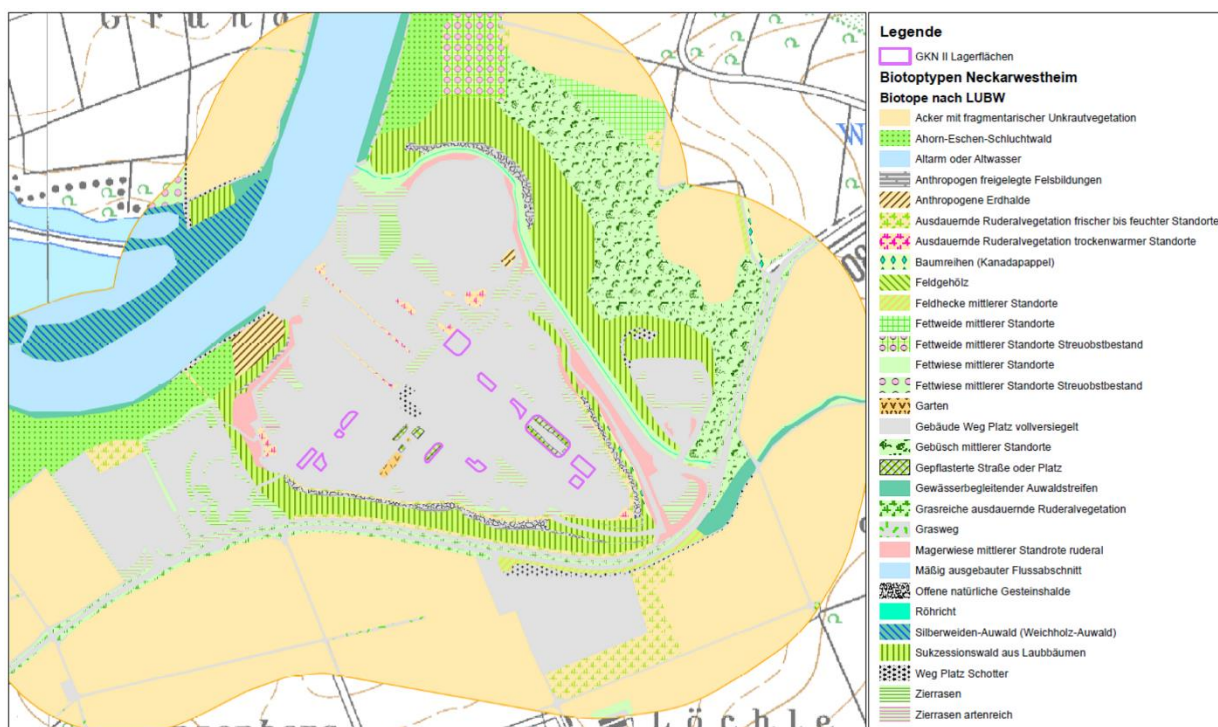 G r u n d
W
Löchle
Legende
GKN II Lagerflächen
Biotoptypen Neckarwestheim
Biotope nach LUBW
Acker mit fragmentarischer Unkrautvegetation
Ahorn-Eschen-Schluchtwald
Altarm oder Altwasser
Anthropogen freigelegte Felsbildungen
Anthropogene Erdhalde
Ausdauernde Ruderalvegetation frischer bis feuchter Standorte
Ausdauernde Ruderalvegetation trockenwarmer Standorte
Baumreihen (Kanadapappel)
Feldgehölz
Feldhecke mittlerer Standorte
Fettweide mittlerer Standorte
Fettweide mittlerer Standorte Streuobstbestand
Fettwiese mittlerer Standorte
Fettwiese mittlerer Standorte Streuobstbestand
Garten
Gebäude Weg Platz vollversiegelt
Gebüsch mittlerer Standorte
Gepflasterte Straße oder Platz
Gewässerbegleitender Auwaldstreifen
Grasreiche ausdauernde Ruderalvegetation
Grasweg
Magerwiese mittlerer Standrote ruderal
Mäßig ausgebauter Flussabschnitt
Offene natürliche Gesteinshalde
Röhricht
Silberweiden-Auwald (Weichholz-Auwald)
Sukzessionswald aus Laubbäumen
Weg Platz Schotter
Zierrasen
Zierrasen artenreich